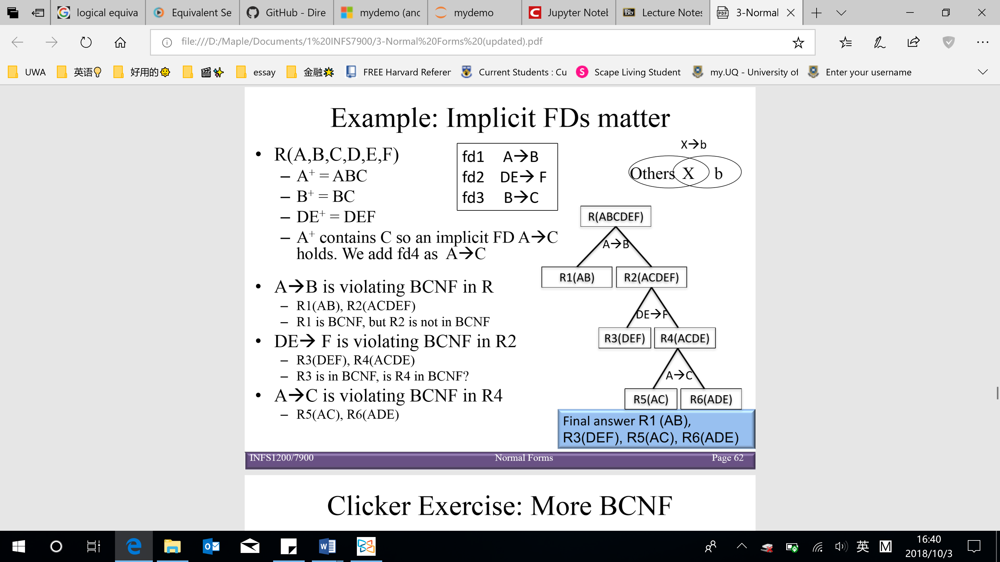 logical equiva
Equivalent Se
GitHub - Dire
mydemo (anc
mydemo
Jupyter Noteb
Bb Lecture Notes
PDF 3-Normal
file:///D:/Maple/Documents/1%20INFS7900/3-Normal%20Forms%20(updated).pdf
UWA
英语
好用的
essay
金融
FREE Harvard Referer
Current Students : Cu
S Scape Living Student
my.UQ - University of
Enter your username
Example: Implicit FDs matter
• R(A,B,C,D,E,F)
– A+ = ABC
– B+ = BC
– DE+ = DEF
– A+ contains C so an implicit FD A→C
holds. We add fd4 as A→C
fd1 A→B
fd2 DE→ F
fd3 B→C
X→b
Others X b
• A→B is violating BCNF in R
– R1(AB), R2(ACDEF)
– R1 is BCNF, but R2 is not in BCNF
• DE→ F is violating BCNF in R2
– R3(DEF), R4(ACDE)
– R3 is in BCNF, is R4 in BCNF?
• A→C is violating BCNF in R4
– R5(AC), R6(ADE)
R(ABCDEF)
A→B
R1(AB) R2(ACDEF)
DE→F
R3(DEF) R4(ACDE)
A→C
R5(AC) R6(ADE)
Final answer R1 (AB),
R3(DEF), R5(AC), R6(ADE)
INFS1200/7900 Normal Forms Page 62
Clicker Exercise: More BCNF
英
M
16:40
2018/10/3